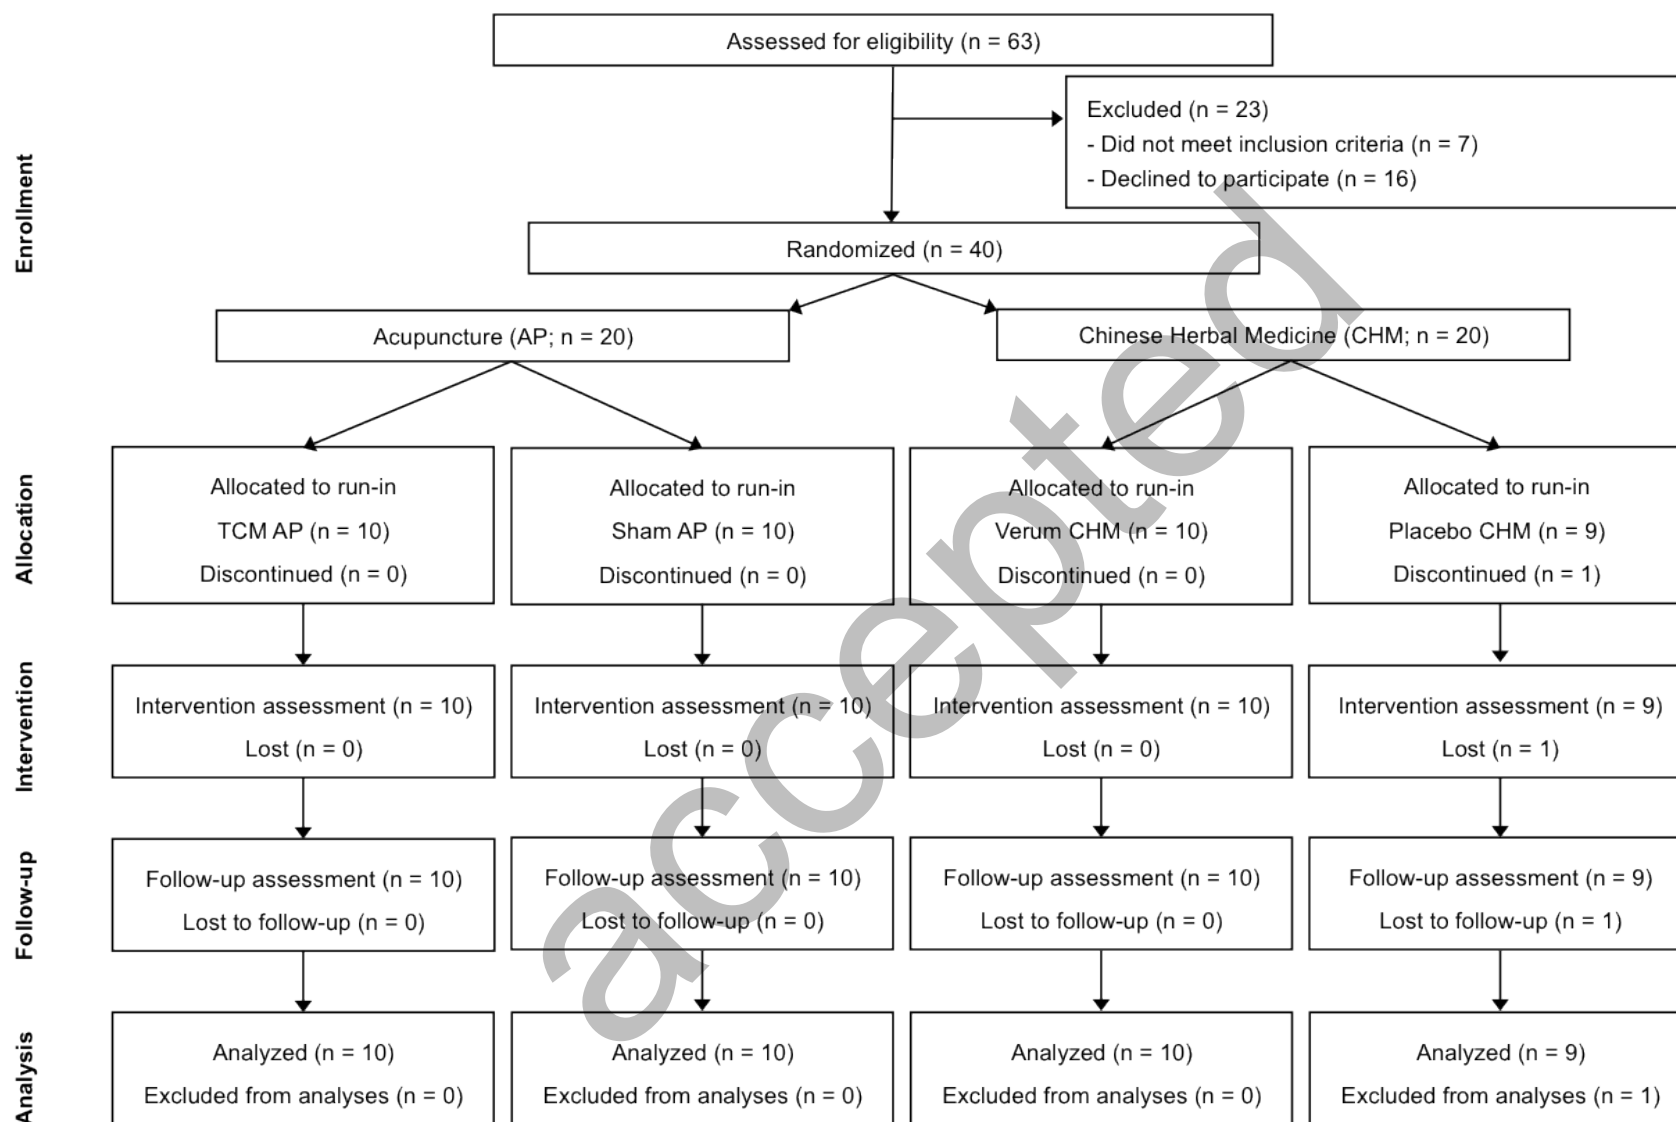 Assessed for eligibility (n = 63)
Excluded (n = 23)
- Did not meet inclusion criteria (n = 7)
- Declined to participate (n = 16)
Enrollment
Randomized (n = 40)
Acupuncture (AP; n = 20)
Chinese Herbal Medicine (CHM; n = 20)
Allocation
Allocated to run-in
TCM AP (n = 10)
Discontinued (n = 0)
Allocated to run-in
Sham AP (n = 10)
Discontinued (n = 0)
Allocated to run-in
Verum CHM (n = 10)
Discontinued (n = 0)
Allocated to run-in
Placebo CHM (n = 9)
Discontinued (n = 1)
Intervention
Intervention assessment (n = 10)
Lost (n = 0)
Intervention assessment (n = 10)
Lost (n = 0)
Intervention assessment (n = 10)
Lost (n = 0)
Intervention assessment (n = 9)
Lost (n = 1)
Follow-up
Follow-up assessment (n = 10)
Lost to follow-up (n = 0)
Follow-up assessment (n = 10)
Lost to follow-up (n = 0)
Follow-up assessment (n = 10)
Lost to follow-up (n = 0)
Follow-up assessment (n = 9)
Lost to follow-up (n = 1)
Analysis
Analyzed (n = 10)
Excluded from analyses (n = 0)
Analyzed (n = 10)
Excluded from analyses (n = 0)
Analyzed (n = 10)
Excluded from analyses (n = 0)
Analyzed (n = 9)
Excluded from analyses (n = 1)
accepted